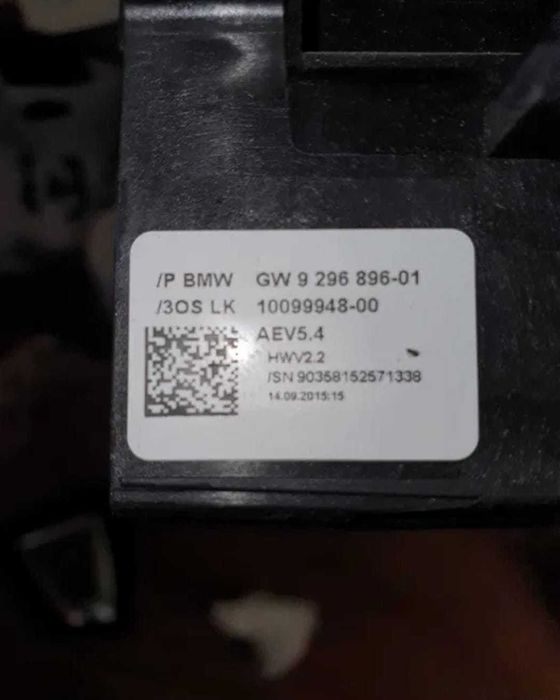 /P BMW GW 9 296 896-01
/3OS LK 10099948-00
AEV5.4
HWV2.2
/SN 90358152571338
14.09.2015:15